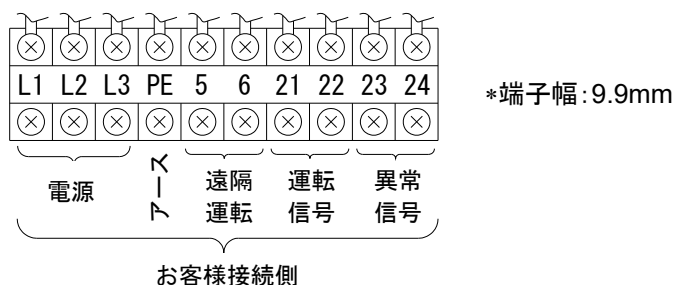 L1 L2 L3 PE 5 6 21 22 23 24
*端子幅:9.9mm
電源
アース
遠隔
運転
運転
信号
異常
信号
お客様接続側